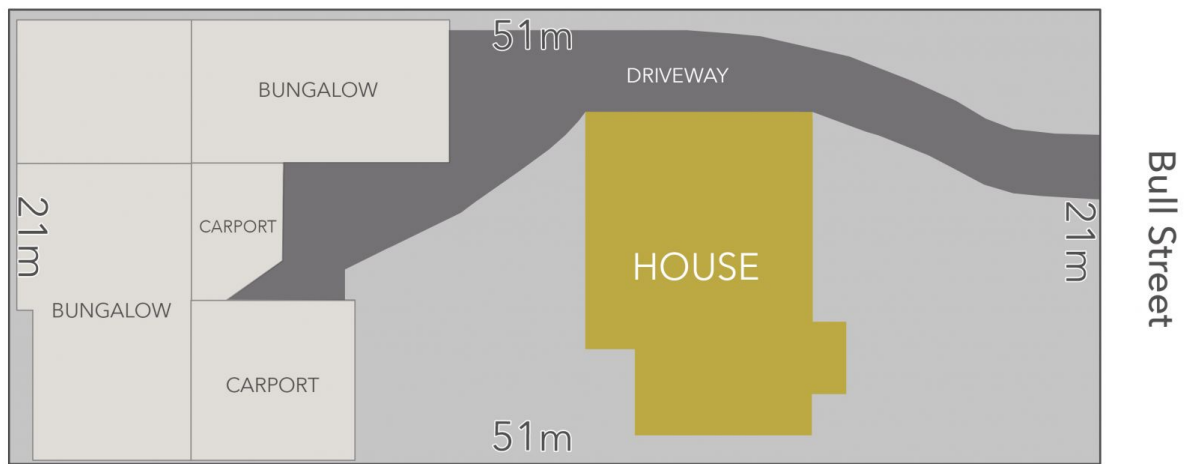 51m
DRIVEWAY
BUNGALOW
Bull Street
CARPORT
21m
21m
HOUSE
BUNGALOW
CARPORT
51m